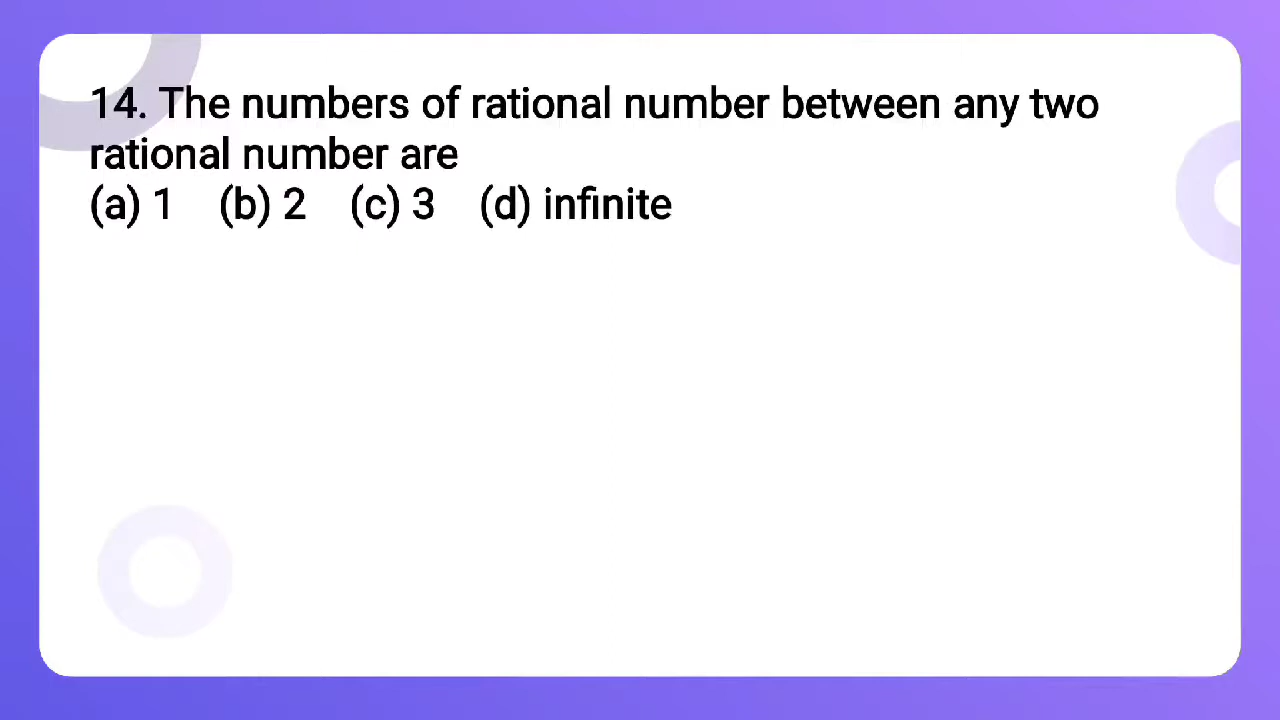 14. The numbers of rational number between any two
rational number are
(a) 1 (b) 2 (c) 3 (d) infinite